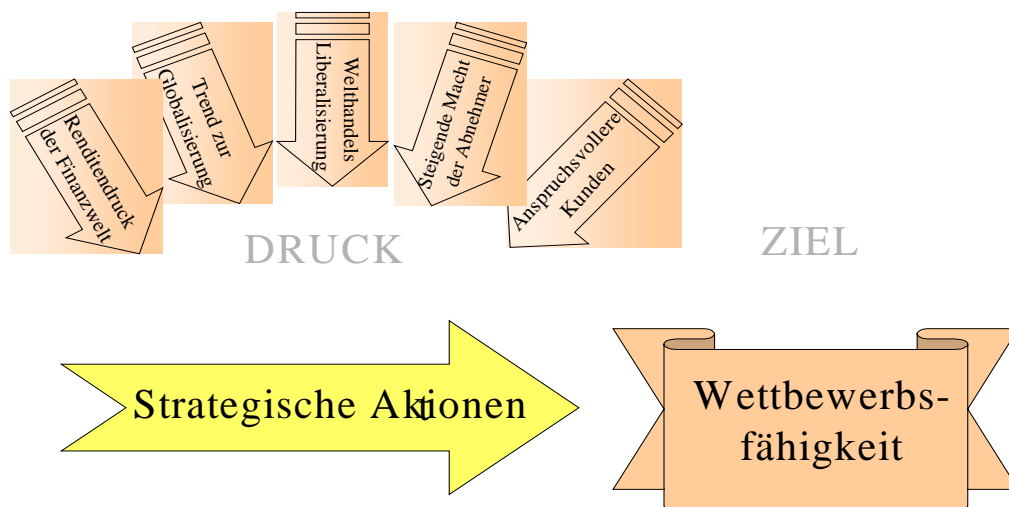 Renditendruck
der Finanzwelt
Trend zur
Globalisierung
Welthandels
Liberalisierung
Steigende Macht
der Abnehmer
Anspruchsvollere
Kunden
DRUCK
ZIEL
Strategische Aktionen
Wettbewerbs-
fähigkeit